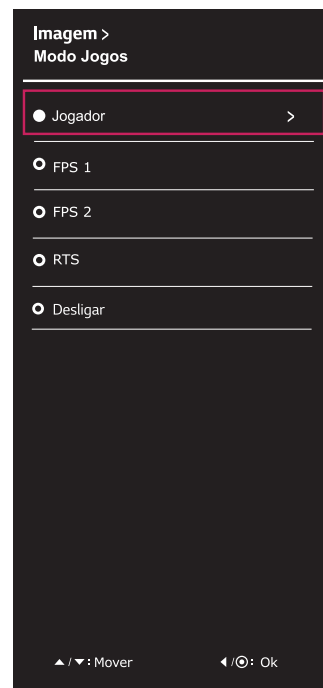 Imagem >
Modo Jogos
Jogador >
FPS 1
FPS 2
RTS
Desligar
▲ / ▼ : Mover ◀ /◉ : Ok